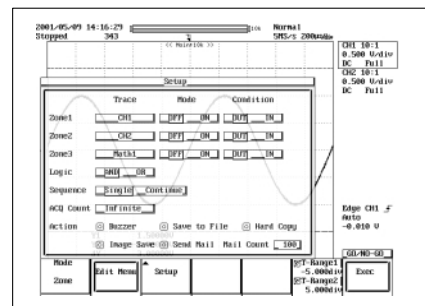 2001/05/09 14:16:29
Stopped 343
10k
Normal
5MS/s 200us/div
<< Main:10k >>
CH1 10:1
0.500 V/div
DC Full
CH2 10:1
0.500 V/div
DC Full
Setup
Trace Mode Condition
Zone1 CH1 OFF ON OUT IN
Zone2 CH2 OFF ON OUT IN
Zone3 Math1 OFF ON OUT IN
Logic AND OR
Sequence Single Continue
ACQ Count Infinite
Action Buzzer Save to File Hard Copy
Image Save Send Mail Mail Count 100
Edge CH1
Auto
-0.010 V
GO/NO-GO
Mode
Zone
Edit Menu
Setup
T-Range1
-5.000div
T-Range2
5.000div
Exec